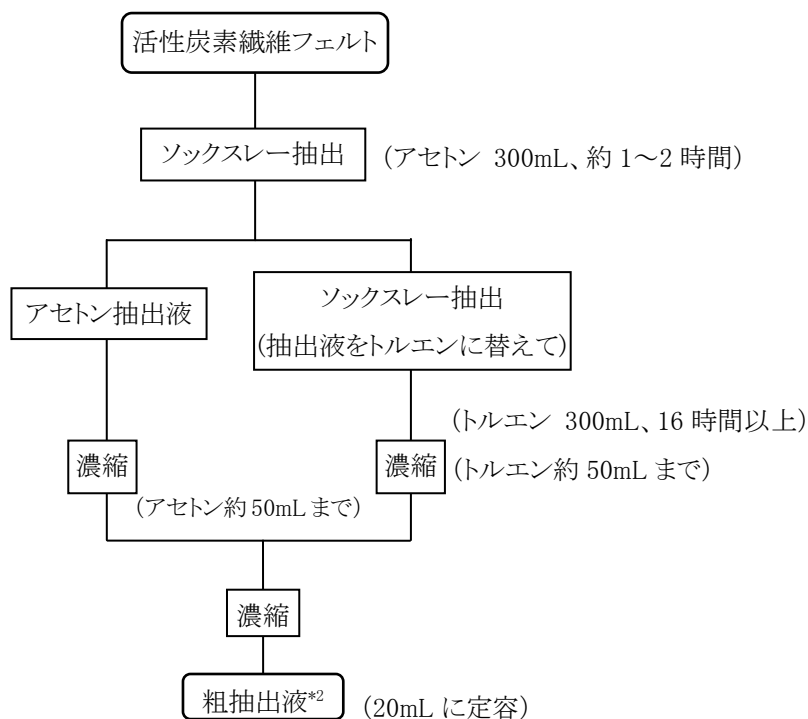 活性炭素繊維フェルト
ソックスレー抽出 (アセトン 300mL、約 1～2 時間)
アセトン抽出液
ソックスレー抽出
(抽出液をトルエンに替えて)
(トルエン 300mL、16 時間以上)
濃縮
濃縮 (トルエン約 50mL まで)
(アセトン約 50mL まで)
濃縮
粗抽出液*2 (20mL に定容)